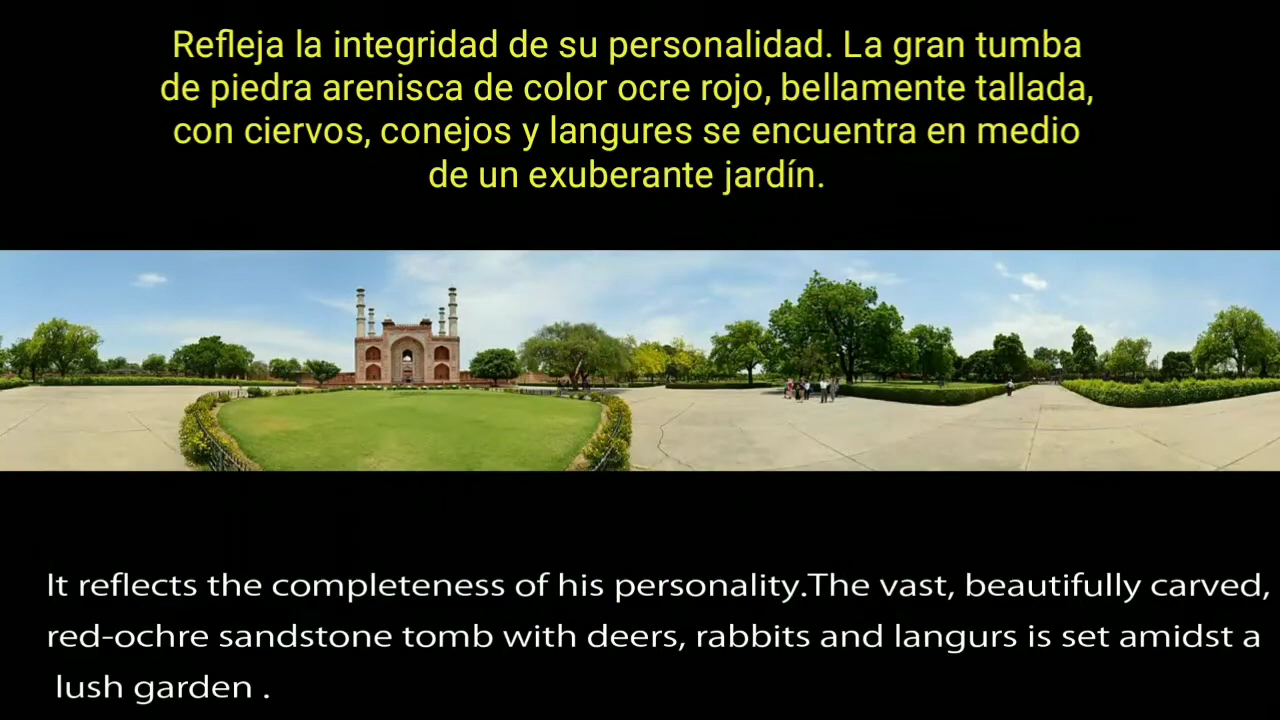 Refleja la integridad de su personalidad. La gran tumba
de piedra arenisca de color ocre rojo, bellamente tallada,
con ciervos, conejos y langures se encuentra en medio
de un exuberante jardín.
It reflects the completeness of his personality.The vast, beautifully carved,
red-ochre sandstone tomb with deers, rabbits and langurs is set amidst a
lush garden .